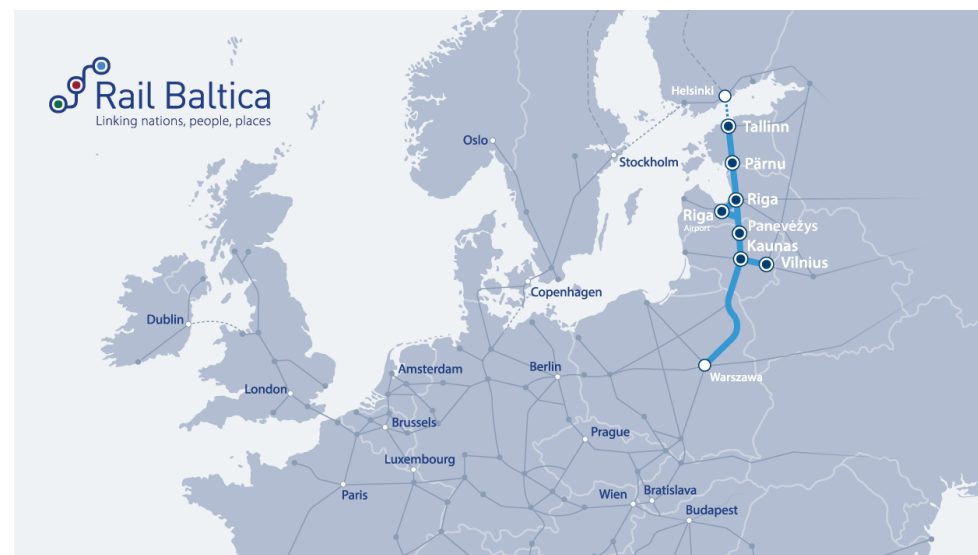 Rail Baltica
Linking nations, people, places
Helsinki
Oslo
Tallinn
Stockholm
Pärnu
Riga
Riga
Airport
Panevėžys
Kaunas
Vilnius
Copenhagen
Dublin
Berlin
Amsterdam
Warszawa
London
Brussels
Prague
Luxembourg
Paris
Wien
Bratislava
Budapest